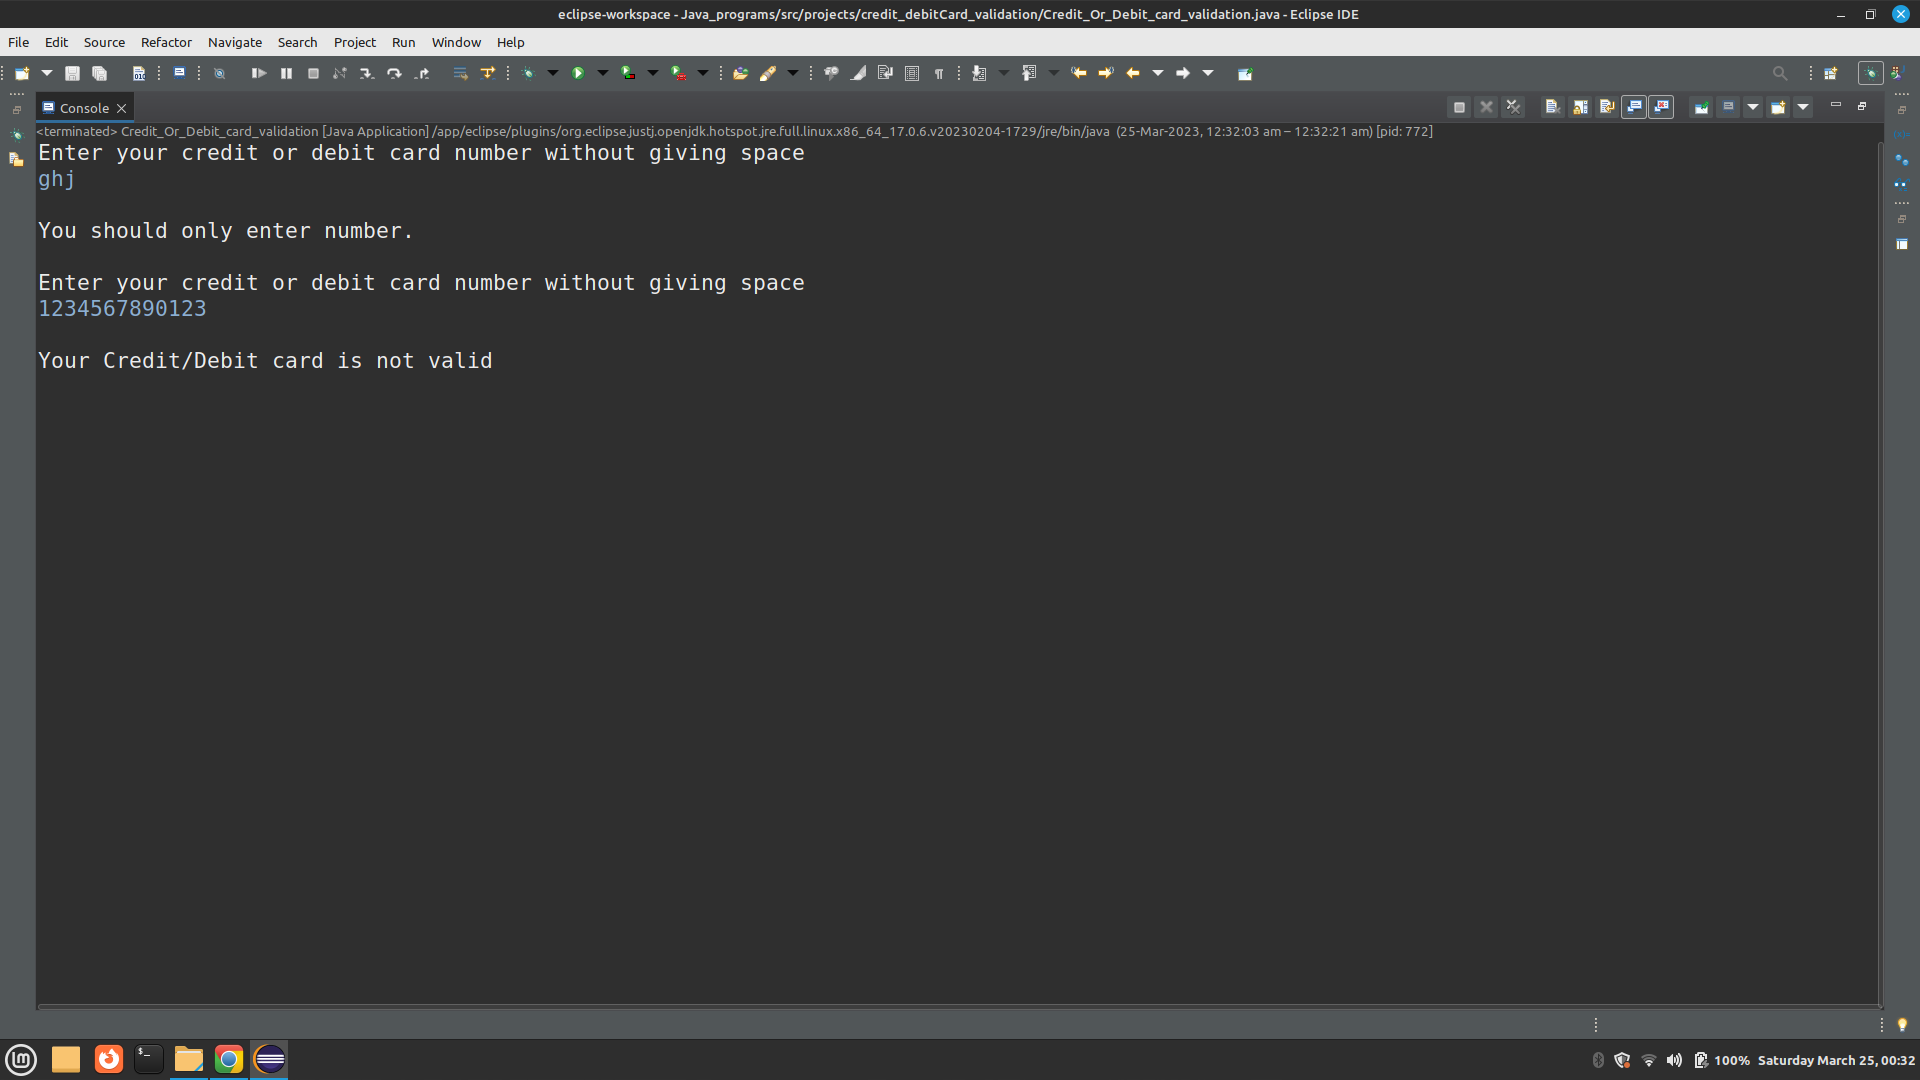 eclipse-workspace - Java_programs/src/projects/credit_debitCard_validation/Credit_Or_Debit_card_validation.java - Eclipse IDE
File Edit Source Refactor Navigate Search Project Run Window Help
Console
<terminated> Credit_Or_Debit_card_validation [Java Application] /app/eclipse/plugins/org.eclipse.justj.openjdk.hotspot.jre.full.linux.x86_64_17.0.6.v20230204-1729/jre/bin/java (25-Mar-2023, 12:32:03 am – 12:32:21 am) [pid: 772]
Enter your credit or debit card number without giving space
ghj
You should only enter number.
Enter your credit or debit card number without giving space
1234567890123
Your Credit/Debit card is not valid
100% Saturday March 25, 00:32